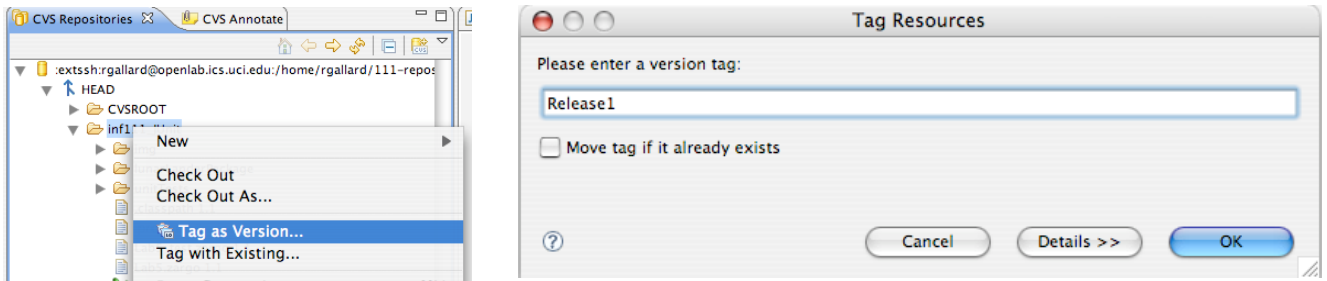 CVS Repositories
CVS Annotate
:extssh:rgallard@openlab.ics.uci.edu:/home/rgallard/111-repos
HEAD
CVSROOT
New
Check Out
Check Out As...
Tag as Version...
Tag with Existing...
Tag Resources
Please enter a version tag:
Release1
Move tag if it already exists
Cancel
Details >>
OK